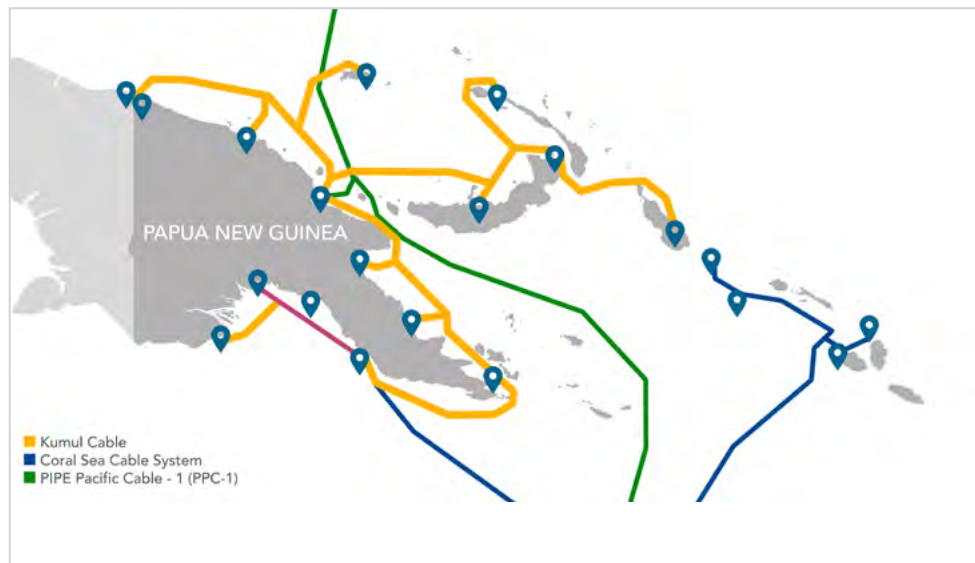 PAPUA NEW GUINEA
Kumul Cable
Coral Sea Cable System
PIPE Pacific Cable - 1 (PPC-1)